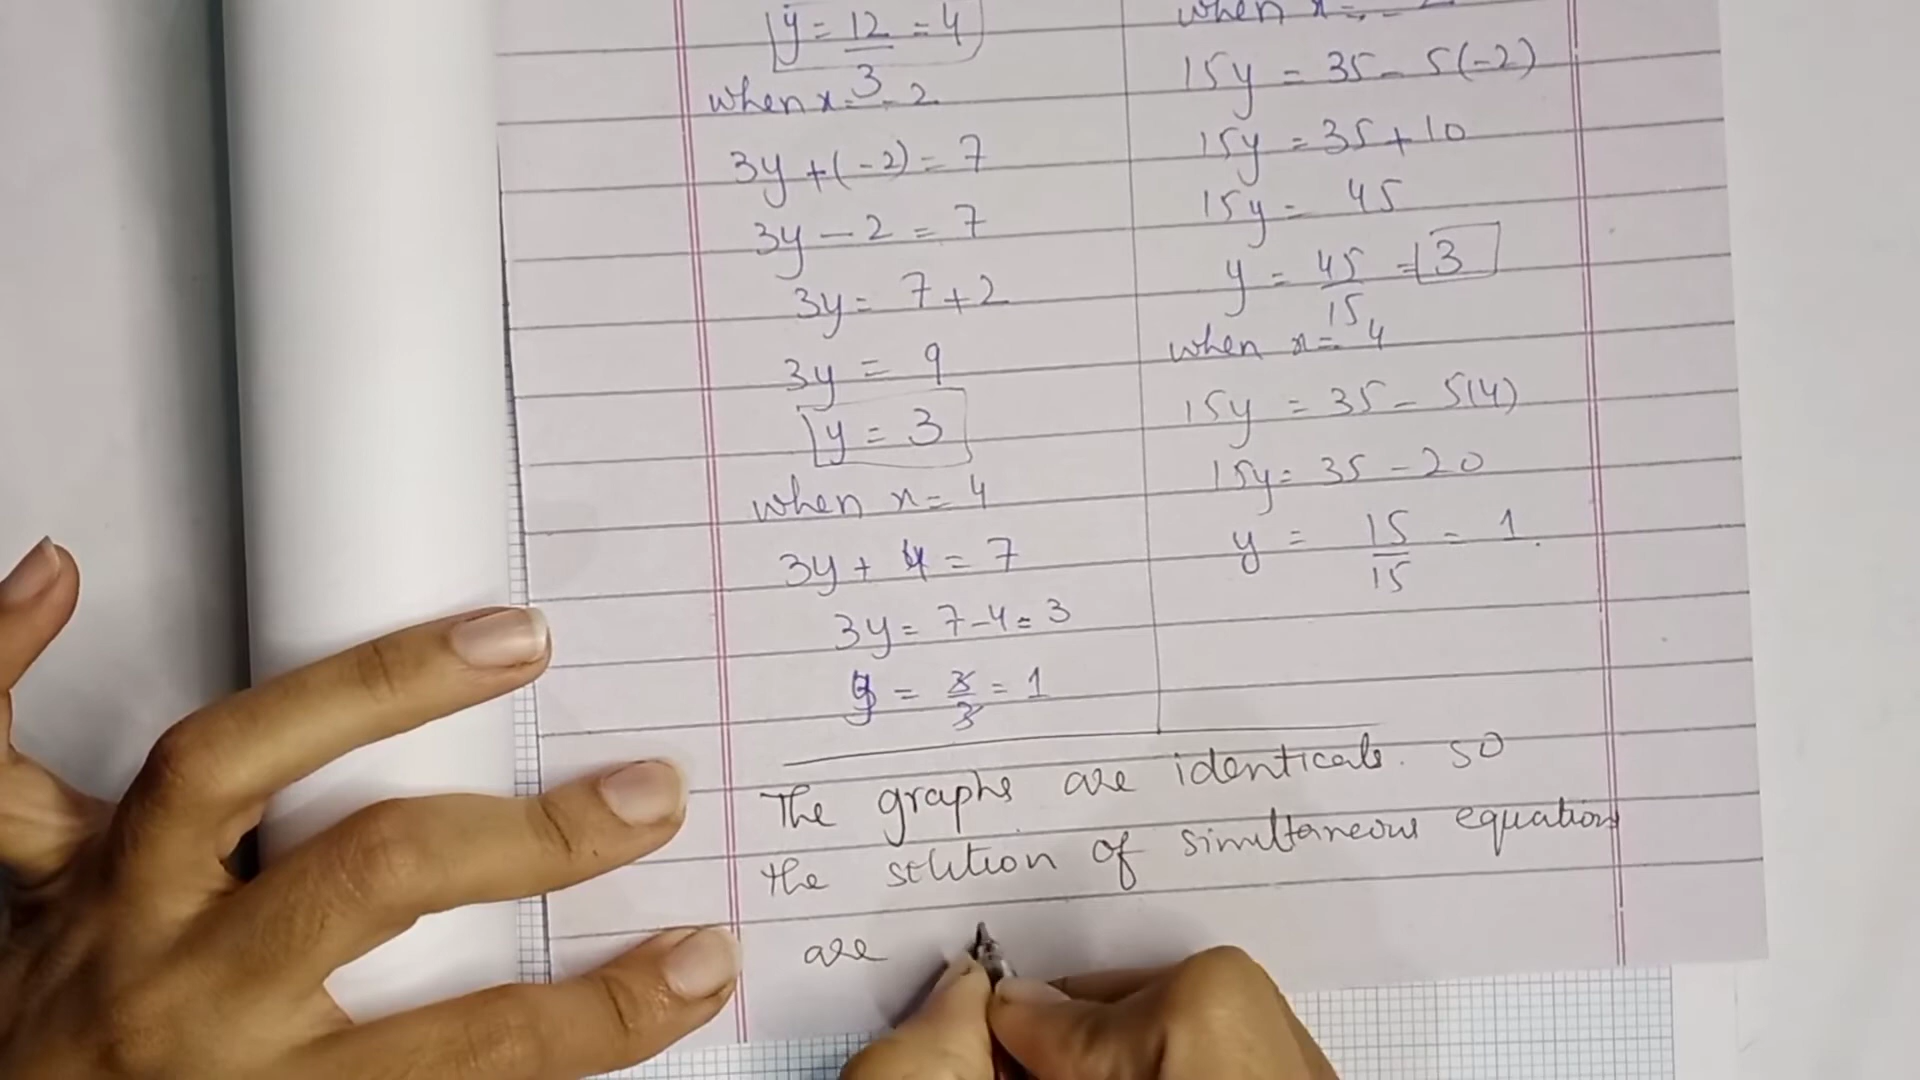 y = 12/3 = 4
when x = -2
3y + (-2) = 7
3y - 2 = 7
3y = 7 + 2
3y = 9
y = 3
when x = 4
3y + 4 = 7
3y = 7 - 4 = 3
y = 3/3 = 1
when x = - 2
15y = 35 - 5(-2)
15y = 35 + 10
15y = 45
y = 45/15 = 3
when x = 4
15y = 35 - 5(4)
15y = 35 - 20
y = 15/15 = 1.
The graphs are identicals. so
the solution of simultaneous equations
are